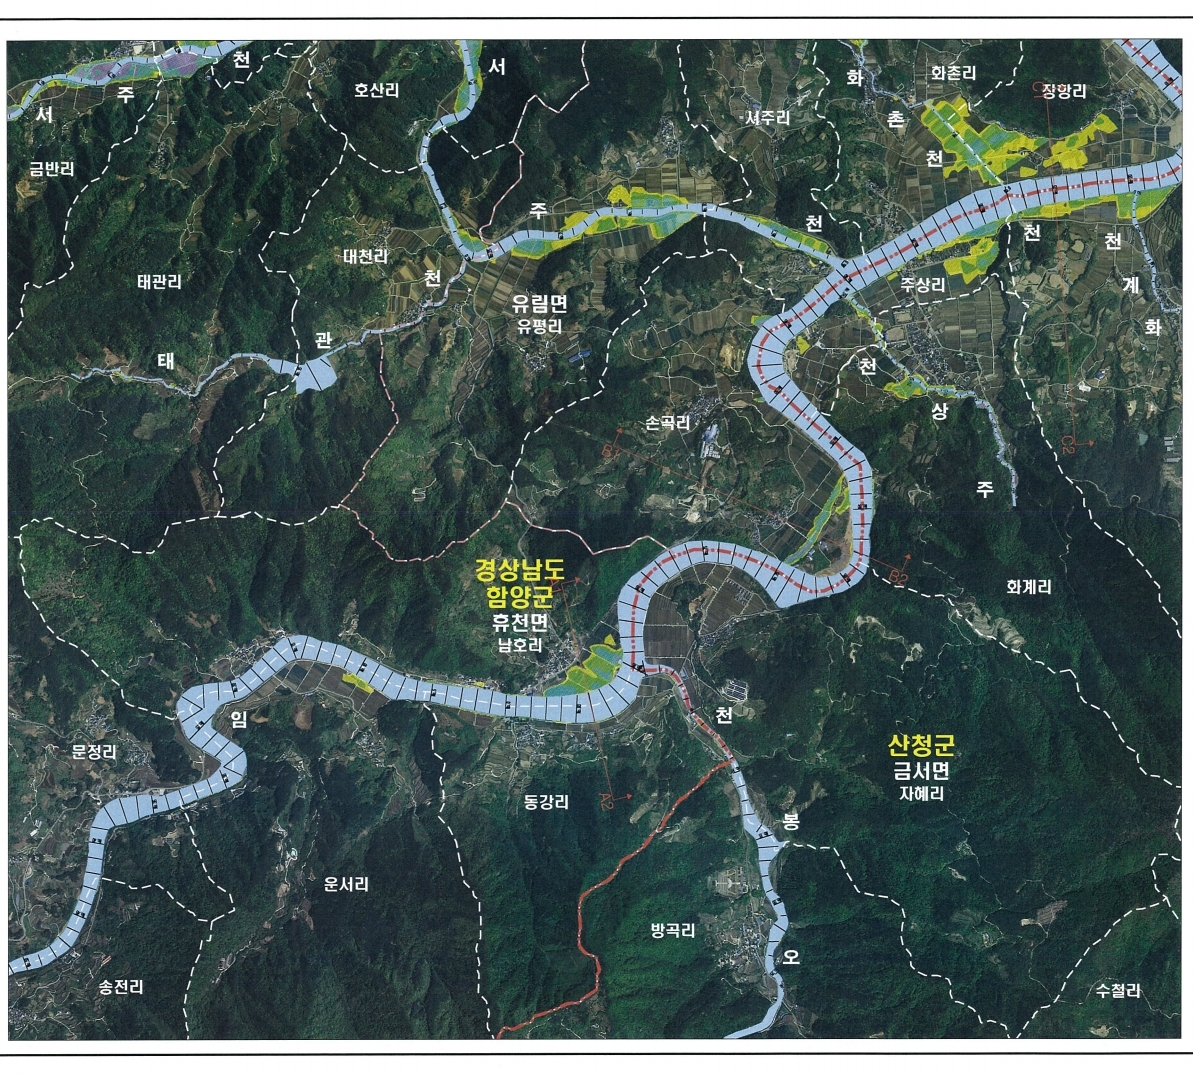 천
서
호산리
화
화촌리
장항리
주
서
촌
서주리
금반리
천
주
천
천
천
대천리
태관리
천
주상리
계
유림면
유평리
화
관
태
천
상
손곡리
B1
C2
주
B2
경상남도
함양군
휴천면
남호리
화계리
임
천
문정리
산청군
금서면
자혜리
동강리
A2
봉
운서리
방곡리
오
송전리
수철리